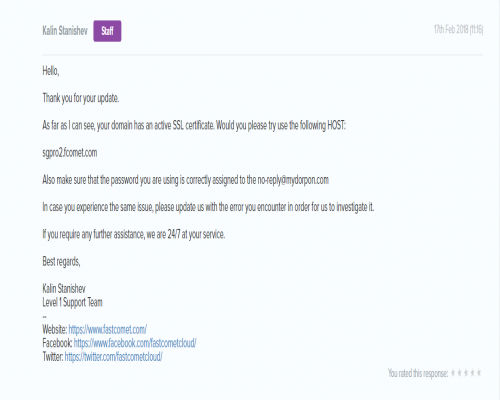 Kalin Stanishev Staff 17th Feb 2018 (11:16)
Hello,
Thank you for your update.
As far as I can see, your domain has an active SSL certificate. Would you please try use the following HOST:
sgpro2.fcomet.com
Also make sure that the password you are using is correctly assigned to the no-reply@mydorpon.com
In case you experience the same issue, please update us with the error you encounter in order for us to investigate it.
If you require any further assistance, we are 24/7 at your service.
Best regards,
Kalin Stanishev
Level 1 Support Team
--
Website: https://www.fastcomet.com/
Facebook: https://www.facebook.com/fastcometcloud/
Twitter: https://twitter.com/fastcometcloud/
You rated this response: ★ ★ ★ ★ ★